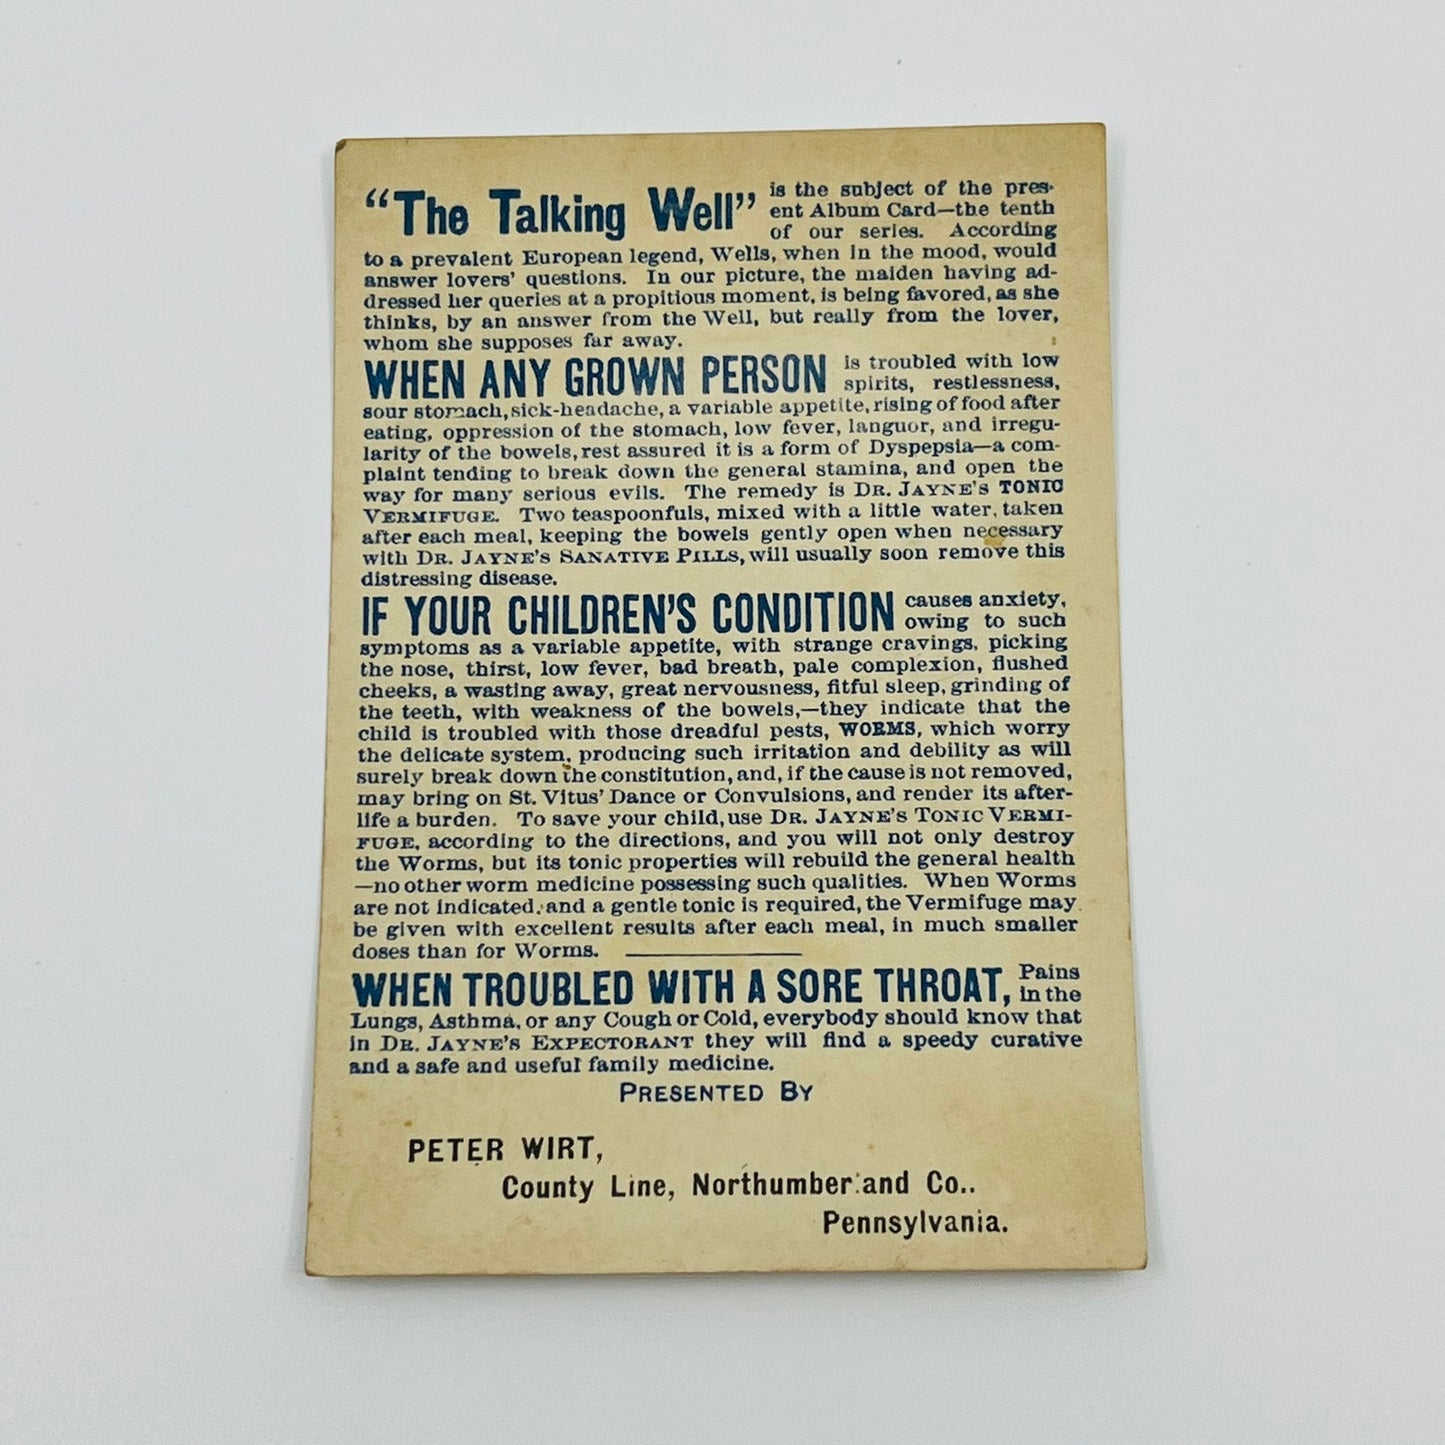 “The Talking Well” is the subject of the pres-
ent Album Card—the tenth
of our series. According
to a prevalent European legend, Wells, when in the mood, would
answer lovers’ questions. In our picture, the maiden having ad-
dressed her queries at a propitious moment, is being favored, as she
thinks, by an answer from the Well, but really from the lover,
whom she supposes far away.
WHEN ANY GROWN PERSON is troubled with low
spirits, restlessness,
sour stomach, sick-headache, a variable appetite, rising of food after
eating, oppression of the stomach, low fever, languor, and irregu-
larity of the bowels, rest assured it is a form of Dyspepsia—a com-
plaint tending to break down the general stamina, and open the
way for many serious evils. The remedy is DR. JAYNE’S TONIC
VERMIFUGE. Two teaspoonfuls, mixed with a little water, taken
after each meal, keeping the bowels gently open when necessary
with DR. JAYNE’S SANATIVE PILLS, will usually soon remove this
distressing disease.
IF YOUR CHILDREN’S CONDITION causes anxiety,
owing to such
symptoms as a variable appetite, with strange cravings, picking
the nose, thirst, low fever, bad breath, pale complexion, flushed
cheeks, a wasting away, great nervousness, fitful sleep, grinding of
the teeth, with weakness of the bowels,—they indicate that the
child is troubled with those dreadful pests, WORMS, which worry
the delicate system, producing such irritation and debility as will
surely break down the constitution, and, if the cause is not removed,
may bring on St. Vitus’ Dance or Convulsions, and render its after-
life a burden. To save your child, use DR. JAYNE’S TONIC VERMI-
FUGE, according to the directions, and you will not only destroy
the Worms, but its tonic properties will rebuild the general health
—no other worm medicine possessing such qualities. When Worms
are not indicated, and a gentle tonic is required, the Vermifuge may
be given with excellent results after each meal, in much smaller
doses than for Worms.
WHEN TROUBLED WITH A SORE THROAT, Pains
in the
Lungs, Asthma, or any Cough or Cold, everybody should know that
in DR. JAYNE’S EXPECTORANT they will find a speedy curative
and a safe and useful family medicine.
PRESENTED BY
PETER WIRT,
County Line, Northumberland Co..
Pennsylvania.